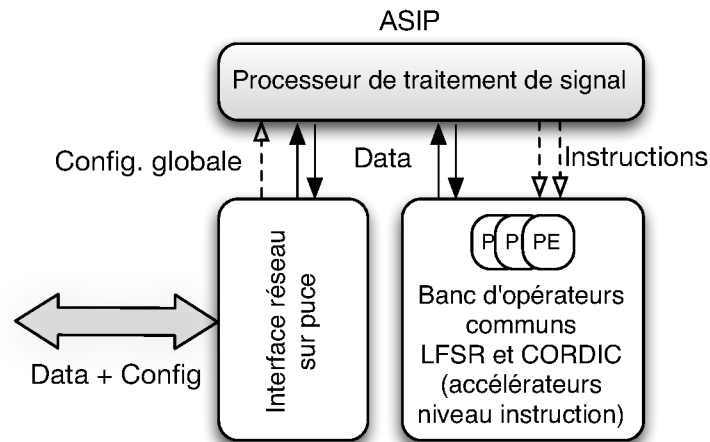 ASIP
Processeur de traitement de signal
Config. globale
Data
Instructions
Interface réseau
sur puce
P P PE
Banc d'opérateurs
communs
LFSR et CORDIC
(accélérateurs
niveau instruction)
Data + Config